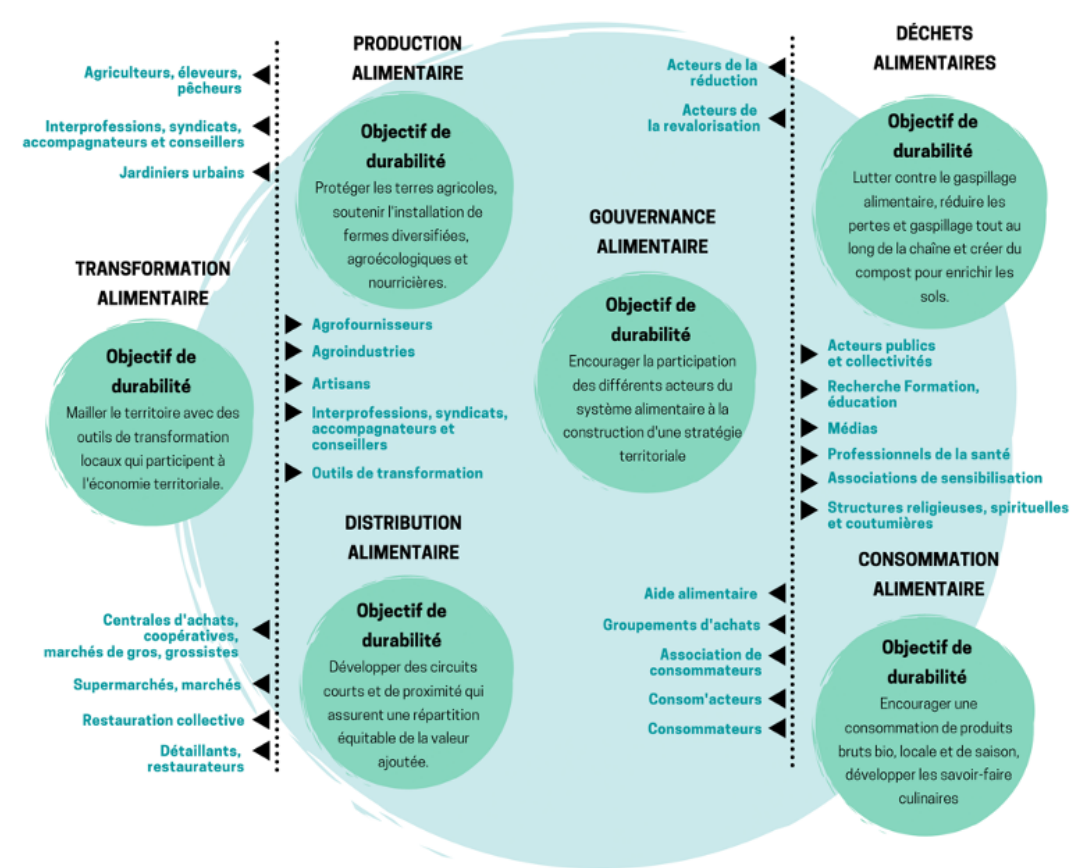 PRODUCTION
ALIMENTAIRE
Agriculteurs, éleveurs,
pêcheurs
Interprofessions, syndicats,
accompagnateurs et conseillers
Jardiniers urbains
Objectif de
durabilité
Protéger les terres agricoles,
soutenir l'installation de
fermes diversifiées,
agroécologiques et
nourricières.
TRANSFORMATION
ALIMENTAIRE
Objectif de
durabilité
Mailler le territoire avec des
outils de transformation
locaux qui participent à
l'économie territoriale.
Agrofournisseurs
Agroindustries
Artisans
Interprofessions, syndicats,
accompagnateurs et
conseillers
Outils de transformation
DISTRIBUTION
ALIMENTAIRE
Centrales d'achats,
coopératives,
marchés de gros, grossistes
Supermarchés, marchés
Restauration collective
Détaillants,
restaurateurs
Objectif de
durabilité
Développer des circuits
courts et de proximité qui
assurent une répartition
équitable de la valeur
ajoutée.
DÉCHETS
ALIMENTAIRES
Acteurs de la
réduction
Acteurs de
la revalorisation
Objectif de
durabilité
Lutter contre le gaspillage
alimentaire, réduire les
pertes et gaspillage tout au
long de la chaîne et créer du
compost pour enrichir les
sols.
GOUVERNANCE
ALIMENTAIRE
Objectif de
durabilité
Encourager la participation
des différents acteurs du
système alimentaire à la
construction d'une stratégie
territoriale
Acteurs publics
et collectivités
Recherche Formation,
éducation
Médias
Professionnels de la santé
Associations de sensibilisation
Structures religieuses, spirituelles
et coutumières
CONSOMMATION
ALIMENTAIRE
Aide alimentaire
Groupements d'achats
Association de
consommateurs
Consom'acteurs
Consommateurs
Objectif de
durabilité
Encourager une
consommation de produits
bruts bio, locale et de saison,
développer les savoir-faire
culinaires